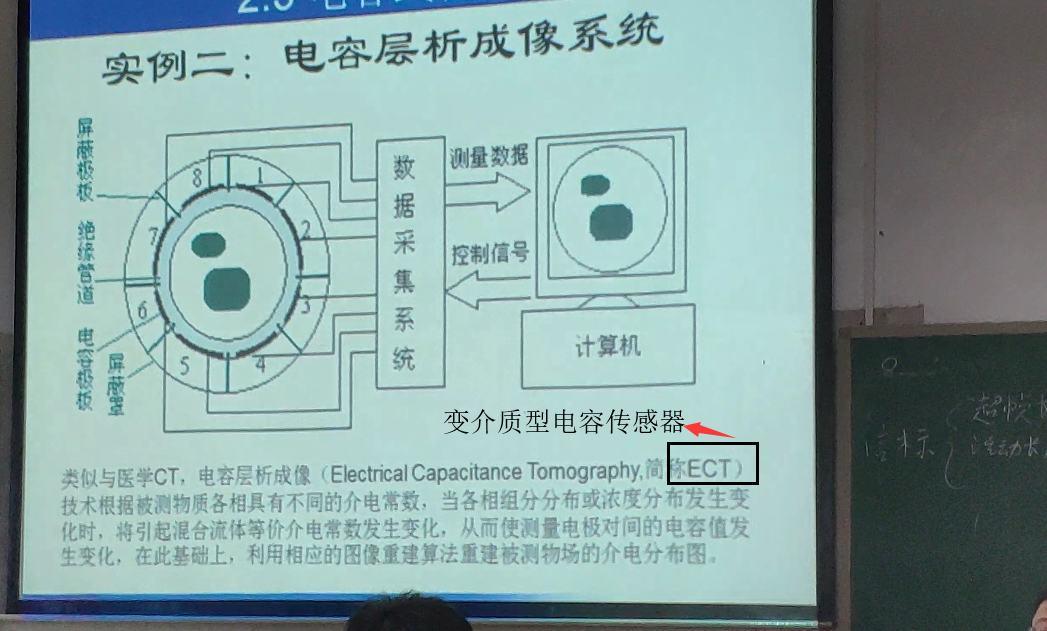 2.3 电容
实例二：电容层析成像系统
屏蔽极板
绝缘管道
电容极板
屏蔽罩
8
1
7
2
6
3
5
4
数据采集系统
测量数据
控制信号
计算机
变介质型电容传感器
类似与医学CT，电容层析成像（Electrical Capacitance Tomography,简称ECT）
技术根据被测物质各相具有不同的介电常数，当各相组分分布或浓度分布发生变
化时，将引起混合流体等价介电常数发生变化，从而使测量电极对间的电容值发
生变化，在此基础上，利用相应的图像重建算法重建被测物场的介电分布图。
信标